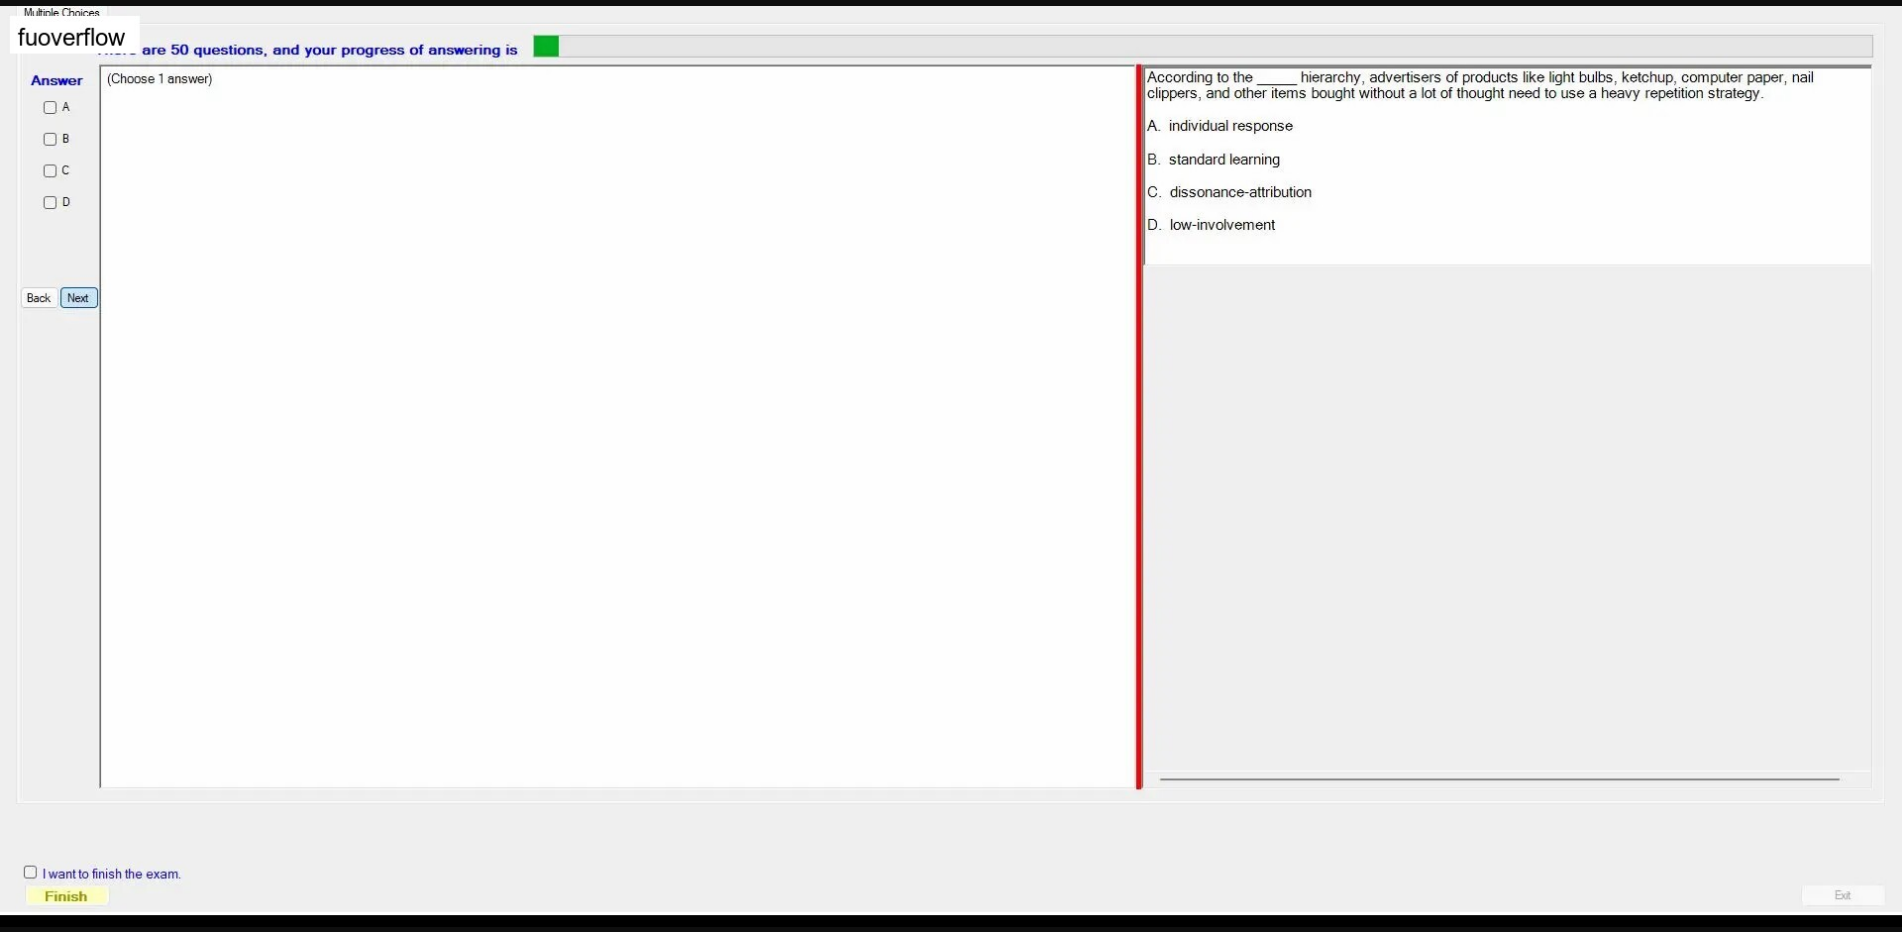 Multiple Choices
fuoverflow
are 50 questions, and your progress of answering is
Answer
(Choose 1 answer)
A
B
C
D
Back Next
According to the _____ hierarchy, advertisers of products like light bulbs, ketchup, computer paper, nail
clippers, and other items bought without a lot of thought need to use a heavy repetition strategy.
A. individual response
B. standard learning
C. dissonance-attribution
D. low-involvement
I want to finish the exam.
Finish
Exit